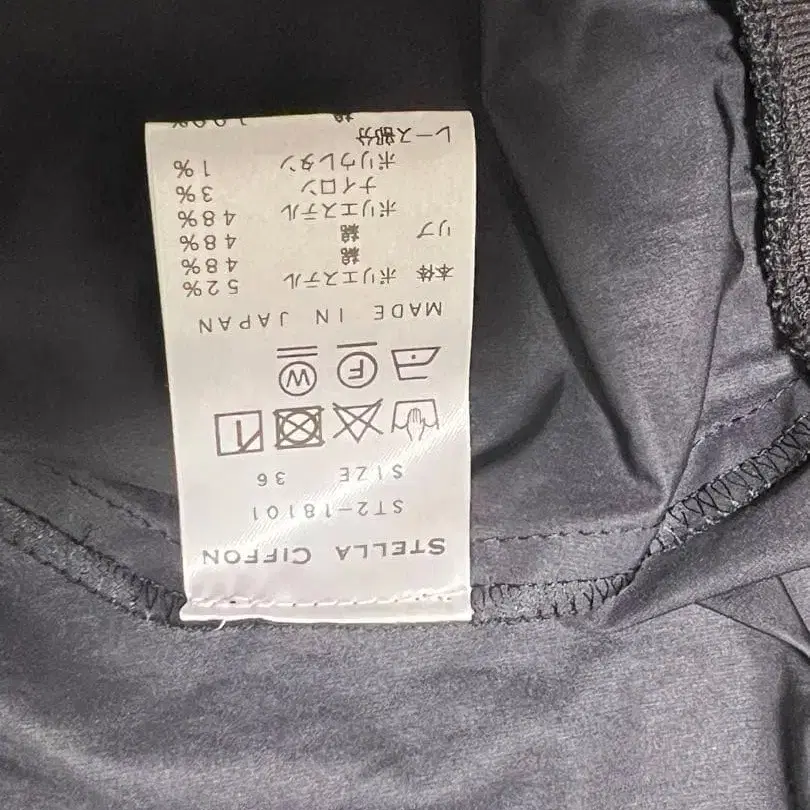 STELLA CIFFON
ST2-18101
SIZE 36
F W
MADE IN JAPAN
本体 ポリエステル 52%
綿 48%
リブ 綿 48%
ポリエステル 48%
ナイロン 3%
ポリウレタン 1%
レース部分
綿 100%